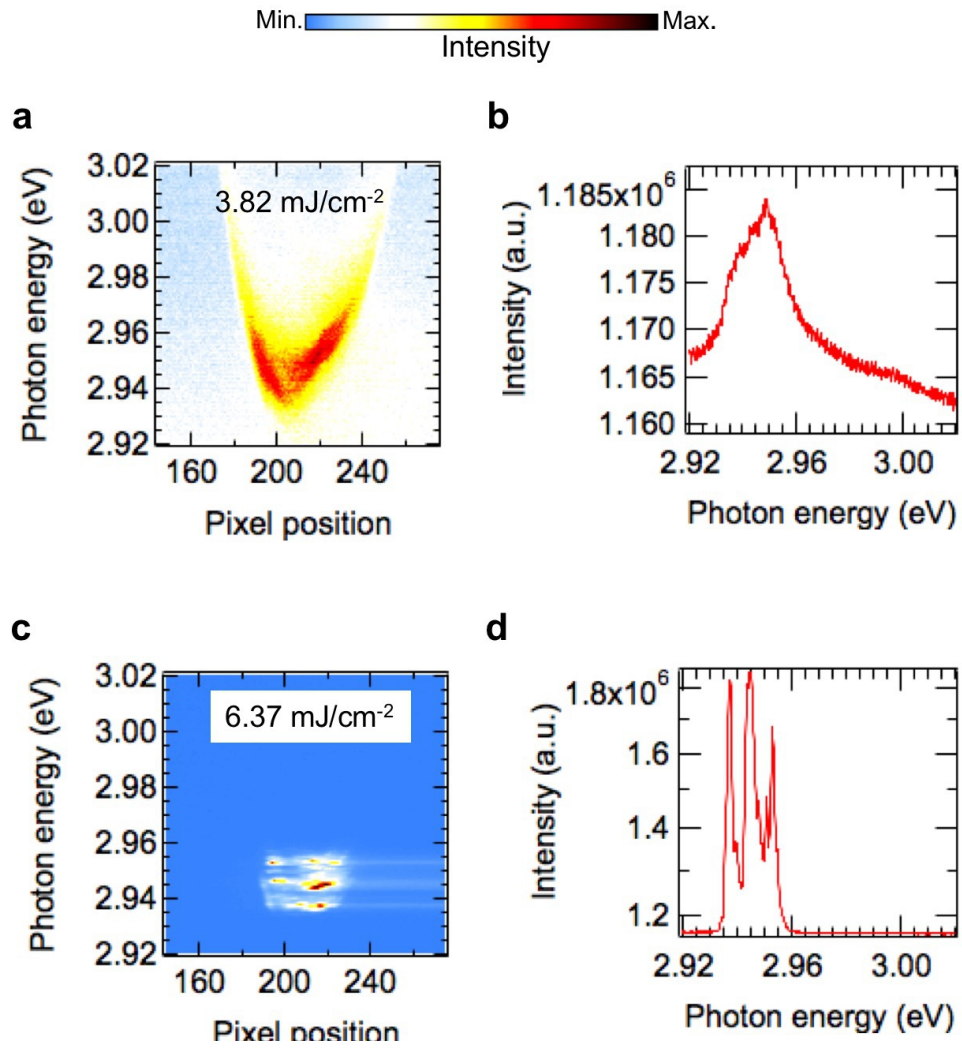 Min. Max.
Intensity
a
3.82 mJ/cm-2
Photon energy (eV)
3.02
3.00
2.98
2.96
2.94
2.92
160 200 240
Pixel position
b
Intensity (a.u.)
1.185x10 6
1.180
1.175
1.170
1.165
1.160
2.92 2.96 3.00
Photon energy (eV)
c
6.37 mJ/cm-2
Photon energy (eV)
3.02
3.00
2.98
2.96
2.94
2.92
160 200 240
Pixel position
d
Intensity (a.u.)
1.8x10 6
1.6
1.4
1.2
2.92 2.96 3.00
Photon energy (eV)